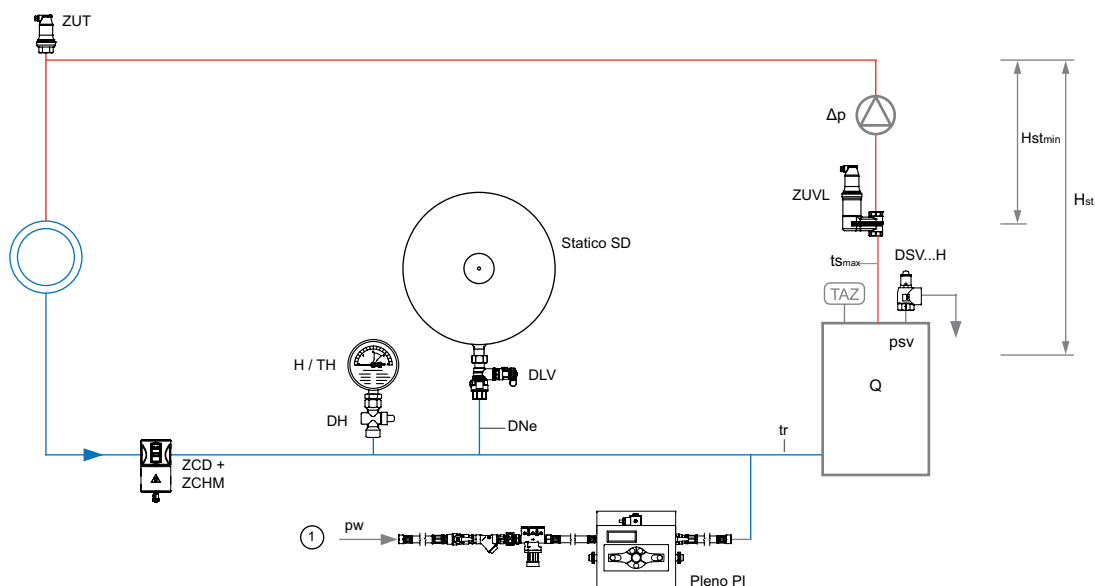 ZUT
Δp
Hstmin
Hst
ZUVL
Statico SD
DSV...H
tsmax
TAZ
psv
H / TH
DLV
Q
DH
DNe
tr
ZCD +
ZCHM
1
pw
Pleno PI